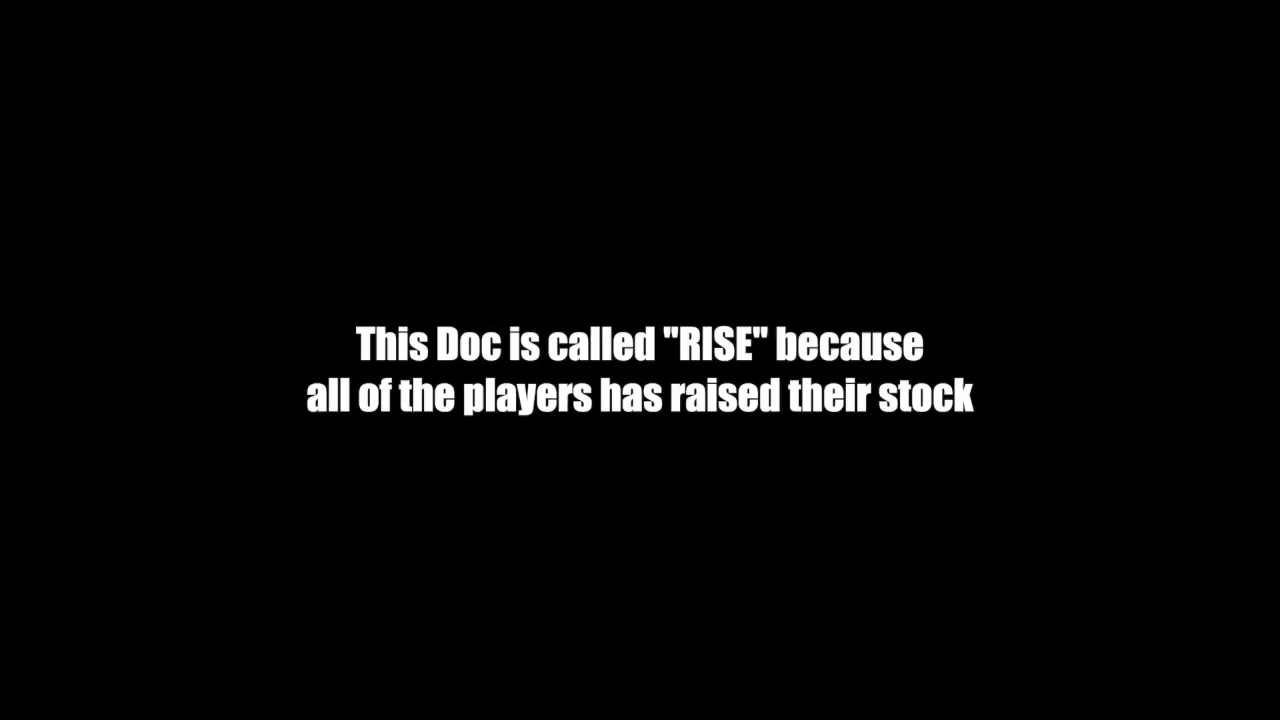 This Doc is called "RISE" because
all of the players has raised their stock